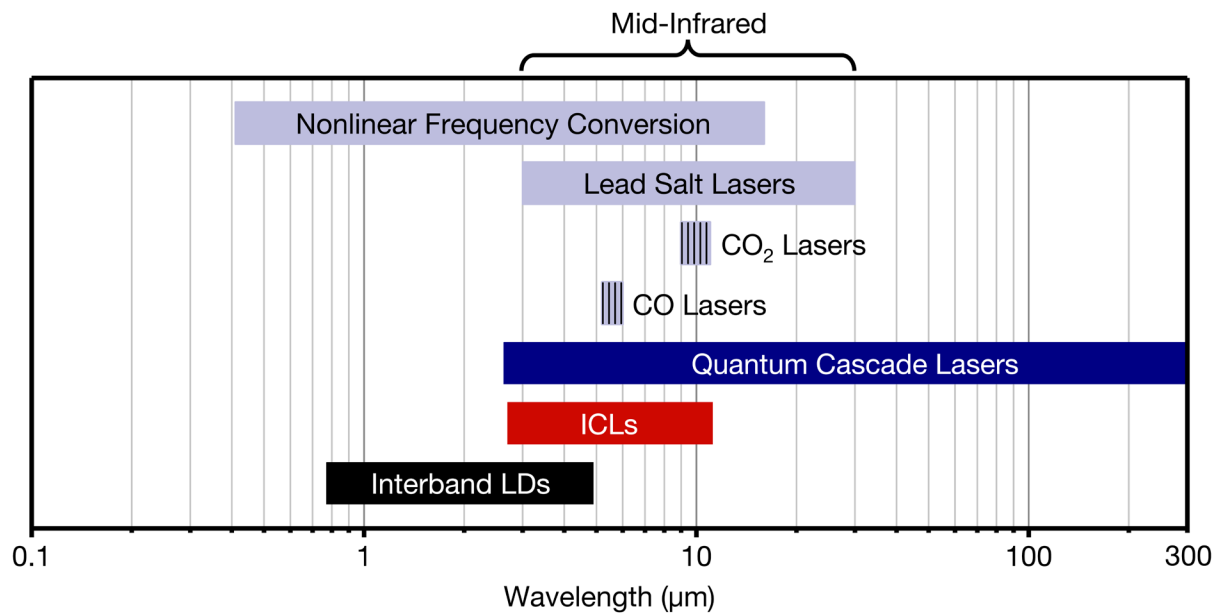 Mid-Infrared
Nonlinear Frequency Conversion
Lead Salt Lasers
CO₂ Lasers
CO Lasers
Quantum Cascade Lasers
ICLs
Interband LDs
0.1 1 10 100 300
Wavelength (μm)